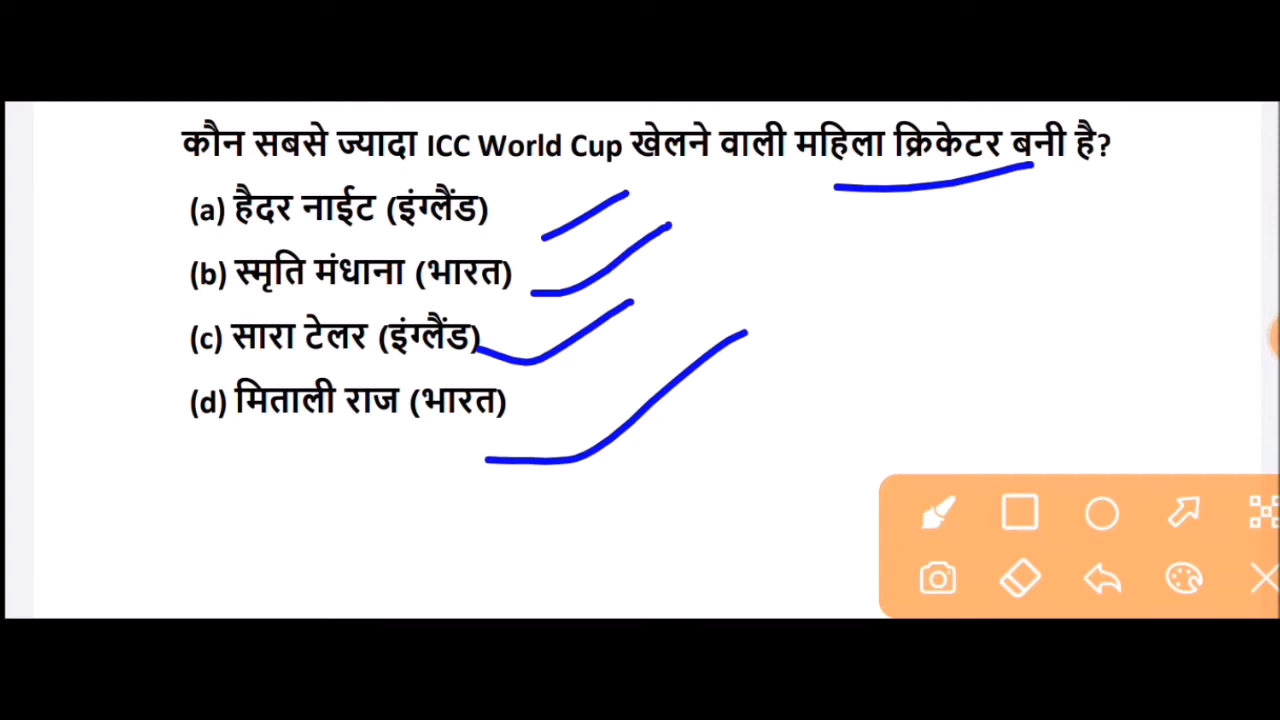 कौन सबसे ज्यादा ICC World Cup खेलने वाली महिला क्रिकेटर बनी है?
(a) हैदर नाईट (इंग्लैंड)
(b) स्मृति मंधाना (भारत)
(c) सारा टेलर (इंग्लैंड)
(d) मिताली राज (भारत)